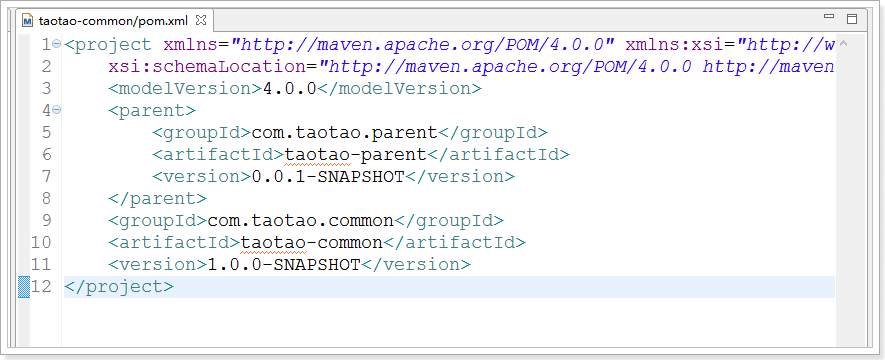 taotao-common/pom.xml
1 <project xmlns="http://maven.apache.org/POM/4.0.0" xmlns:xsi="http://w
2 xsi:schemaLocation="http://maven.apache.org/POM/4.0.0 http://maven
3 <modelVersion>4.0.0</modelVersion>
4 <parent>
5 <groupId>com.taotao.parent</groupId>
6 <artifactId>taotao-parent</artifactId>
7 <version>0.0.1-SNAPSHOT</version>
8 </parent>
9 <groupId>com.taotao.common</groupId>
10 <artifactId>taotao-common</artifactId>
11 <version>1.0.0-SNAPSHOT</version>
12 </project>